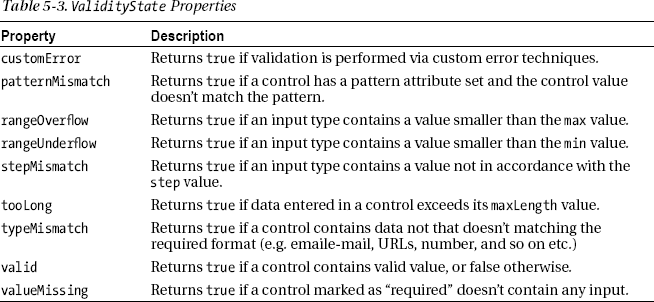 Table 5-3. ValidityState Properties
Property Description
customError Returns true if validation is performed via custom error techniques.
patternMismatch Returns true if a control has a pattern attribute set and the control value
doesn't match the pattern.
rangeOverflow Returns true if an input type contains a value smaller than the max value.
rangeUnderflow Returns true if an input type contains a value smaller than the min value.
stepMismatch Returns true if an input type contains a value not in accordance with the
step value.
tooLong Returns true if data entered in a control exceeds its maxLength value.
typeMismatch Returns true if a control contains data not that doesn't matching the
required format (e.g. emaile-mail, URLs, number, and so on etc.)
valid Returns true if a control contains valid value, or false otherwise.
valueMissing Returns true if a control marked as “required” doesn't contain any input.